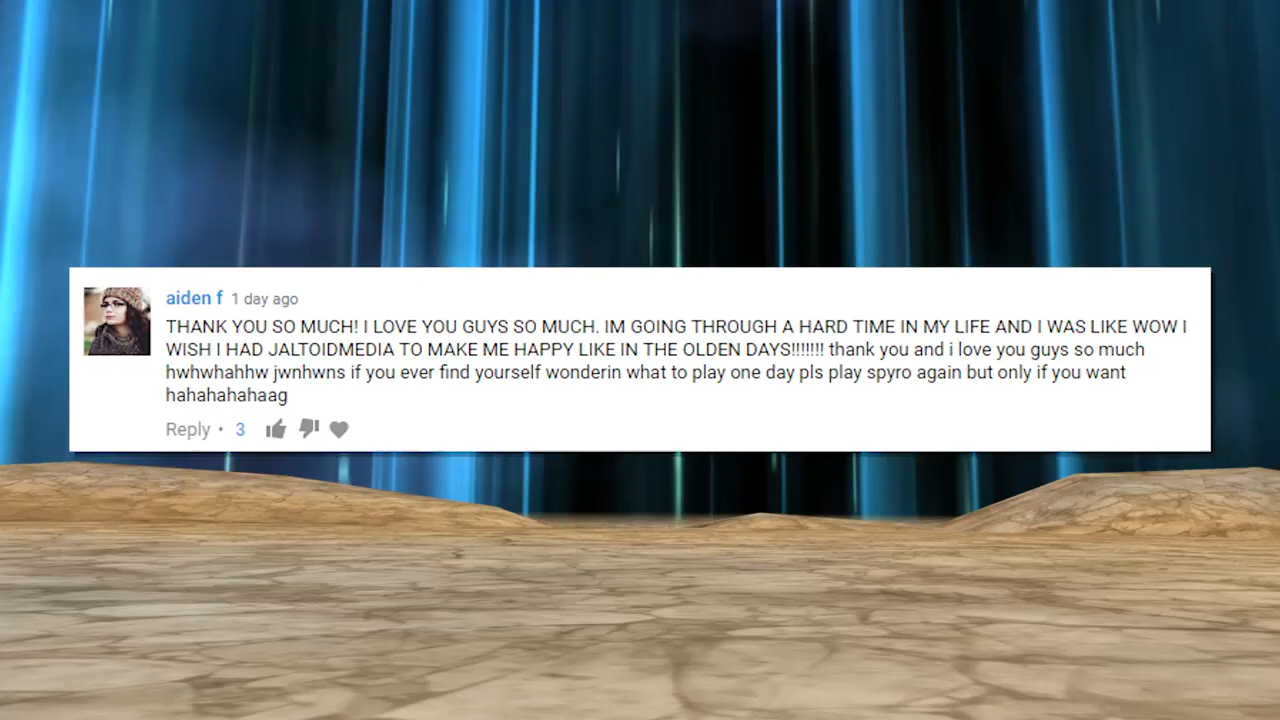 aiden f 1 day ago
THANK YOU SO MUCH! I LOVE YOU GUYS SO MUCH. IM GOING THROUGH A HARD TIME IN MY LIFE AND I WAS LIKE WOW I
WISH I HAD JALTOIDMEDIA TO MAKE ME HAPPY LIKE IN THE OLDEN DAYS!!!!!!! thank you and i love you guys so much
hwhwhahhw jwnhwns if you ever find yourself wonderin what to play one day pls play spyro again but only if you want
hahahahahaag
Reply • 3